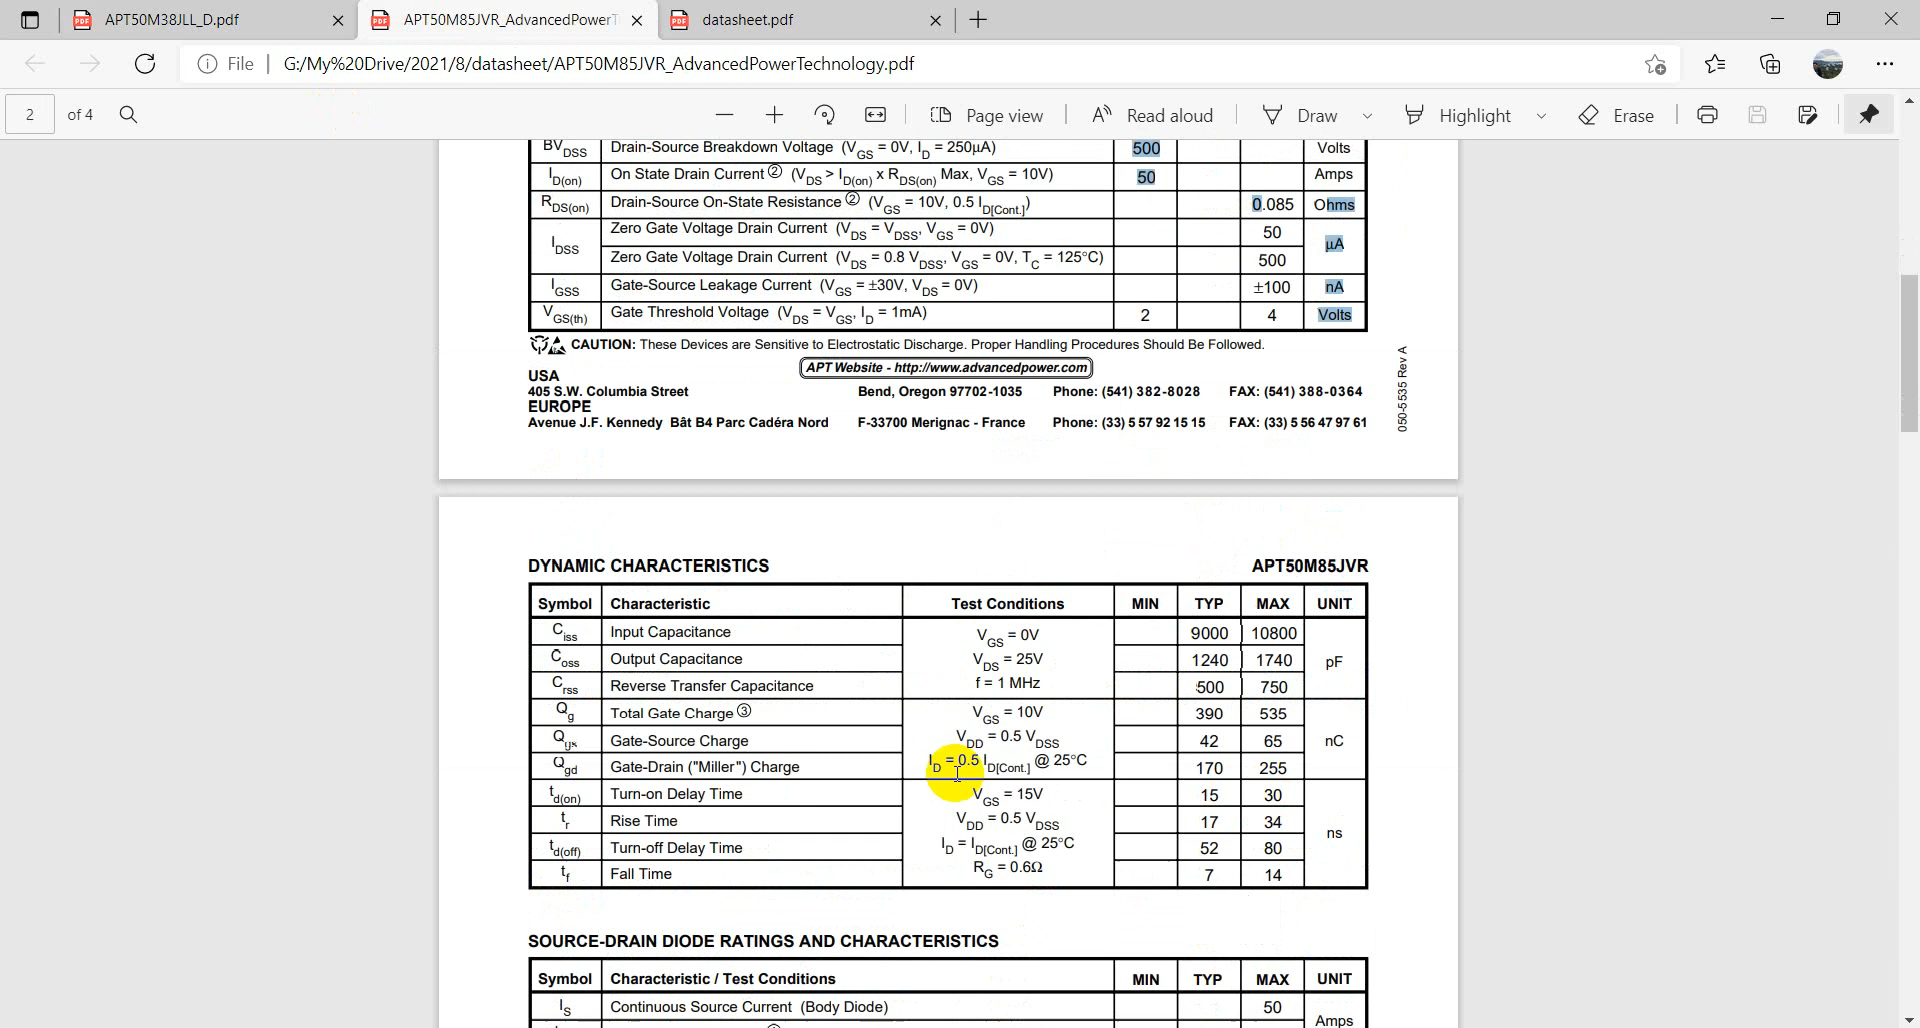 APT50M38JLL_D.pdf
APT50M85JVR_AdvancedPowerT
datasheet.pdf
File
G:/My%20Drive/2021/8/datasheet/APT50M85JVR_AdvancedPowerTechnology.pdf
2 of 4
Page view
Read aloud
Draw
Highlight
Erase
BVDSS Drain-Source Breakdown Voltage (VGS = 0V, ID = 250µA) 500 Volts
ID(on) On State Drain Current ② (VDS > ID(on) x RDS(on) Max, VGS = 10V) 50 Amps
RDS(on) Drain-Source On-State Resistance ② (VGS = 10V, 0.5 ID[Cont.]) 0.085 Ohms
IDSS Zero Gate Voltage Drain Current (VDS = VDSS, VGS = 0V) 50 µA
Zero Gate Voltage Drain Current (VDS = 0.8 VDSS, VGS = 0V, TC = 125°C) 500
IGSS Gate-Source Leakage Current (VGS = ±30V, VDS = 0V) ±100 nA
VGS(th) Gate Threshold Voltage (VDS = VGS, ID = 1mA) 2 4 Volts
CAUTION: These Devices are Sensitive to Electrostatic Discharge. Proper Handling Procedures Should Be Followed.
APT Website - http://www.advancedpower.com
USA
405 S.W. Columbia Street Bend, Oregon 97702-1035 Phone: (541) 382-8028 FAX: (541) 388-0364
EUROPE
Avenue J.F. Kennedy Bât B4 Parc Cadéra Nord F-33700 Merignac - France Phone: (33) 5 57 92 15 15 FAX: (33) 5 56 47 97 61
050-5535 Rev A
DYNAMIC CHARACTERISTICS APT50M85JVR
Symbol Characteristic Test Conditions MIN TYP MAX UNIT
Ciss Input Capacitance VGS = 0V 9000 10800
Coss Output Capacitance VDS = 25V 1240 1740 pF
Crss Reverse Transfer Capacitance f = 1 MHz 500 750
Qg Total Gate Charge ③ VGS = 10V 390 535
Qgs Gate-Source Charge VDD = 0.5 VDSS 42 65 nC
Qgd Gate-Drain ("Miller") Charge ID = 0.5 ID[Cont.] @ 25°C 170 255
td(on) Turn-on Delay Time VGS = 15V 15 30
tr Rise Time VDD = 0.5 VDSS 17 34 ns
td(off) Turn-off Delay Time ID = ID[Cont.] @ 25°C 52 80
tf Fall Time RG = 0.6Ω 7 14
SOURCE-DRAIN DIODE RATINGS AND CHARACTERISTICS
Symbol Characteristic / Test Conditions MIN TYP MAX UNIT
IS Continuous Source Current (Body Diode) 50
Amps